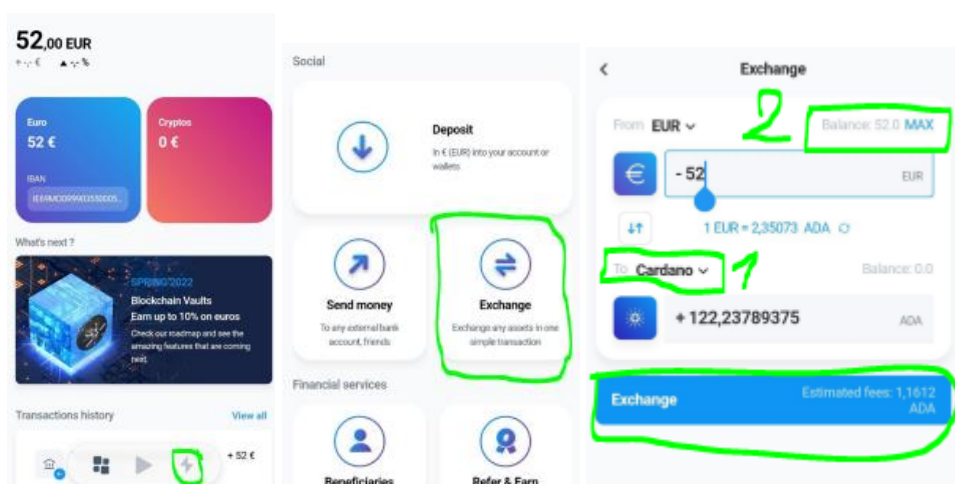 52,00 EUR
Euro
52 €
IBAN
Cryptos
0 €
What's next ?
SPRING 2022
Blockchain Vaults
Earn up to 10% on euros
Check our roadmap and see the
amazing features that are coming
next.
Transactions history View all
+ 52 €
Social
Deposit
In € (EUR) into your account or
wallets
Send money
To any external bank
account, friends
Exchange
Exchange any assets in one
simple transaction
Financial services
Beneficiaries
Refer & Earn
Exchange
2
From EUR
Balance: 52.0 MAX
€ - 52 EUR
1 EUR = 2,35073 ADA
To Cardano
1
Balance: 0.0
+ 122,23789375 ADA
Exchange
Estimated fees: 1,1612
ADA